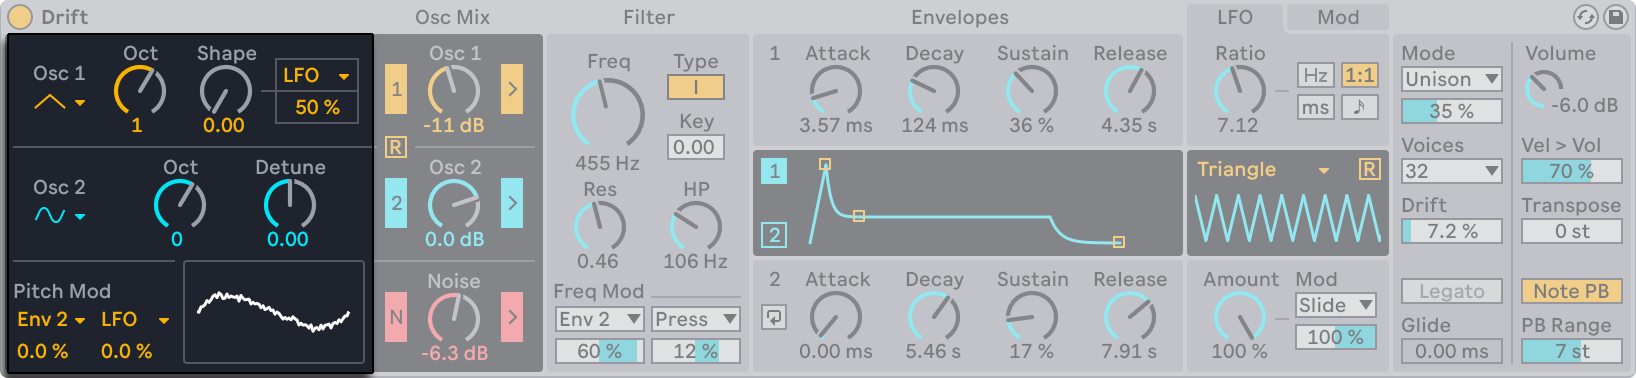 Drift
Osc 1
Oct
1
Shape
0.00
LFO
50 %
Osc 2
Oct
0
Detune
0.00
Pitch Mod
Env 2
LFO
0.0 %
0.0 %
Osc Mix
Osc 1
1
-11 dB
R
Osc 2
2
0.0 dB
Noise
N
-6.3 dB
Filter
Freq
455 Hz
Type
I
Key
0.00
Res
0.46
HP
106 Hz
Freq Mod
Env 2
Press
60 %
12 %
Envelopes
1
Attack
3.57 ms
Decay
124 ms
Sustain
36 %
Release
4.35 s
1
2
2
Attack
0.00 ms
Decay
5.46 s
Sustain
17 %
Release
7.91 s
LFO
Mod
Ratio
7.12
Hz
1:1
ms
Triangle
R
Amount
100 %
Mod
Slide
100 %
Mode
Unison
35 %
Voices
32
Drift
7.2 %
Legato
Glide
0.00 ms
Volume
-6.0 dB
Vel > Vol
70 %
Transpose
0 st
Note PB
PB Range
7 st